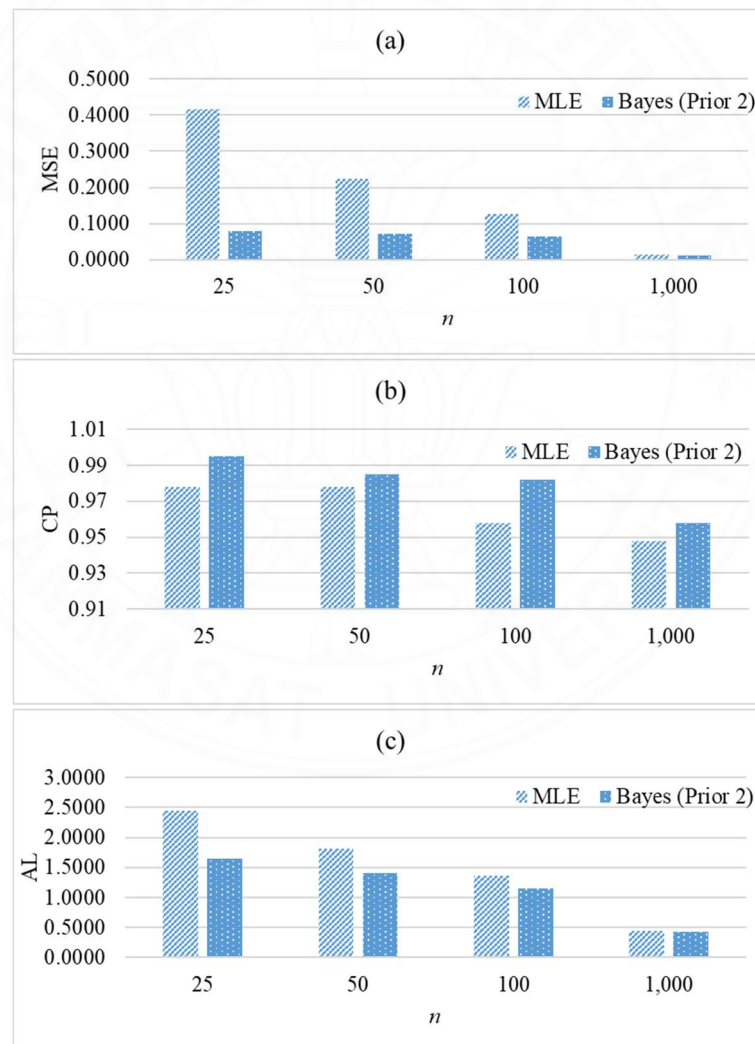 (a)
MSE
0.5000
0.4000
0.3000
0.2000
0.1000
0.0000
MLE Bayes (Prior 2)
25 50 100 1,000
n
(b)
CP
1.01
0.99
0.97
0.95
0.93
0.91
MLE Bayes (Prior 2)
25 50 100 1,000
n
(c)
AL
3.0000
2.5000
2.0000
1.5000
1.0000
0.5000
0.0000
MLE Bayes (Prior 2)
25 50 100 1,000
n
MASAT UNIVER